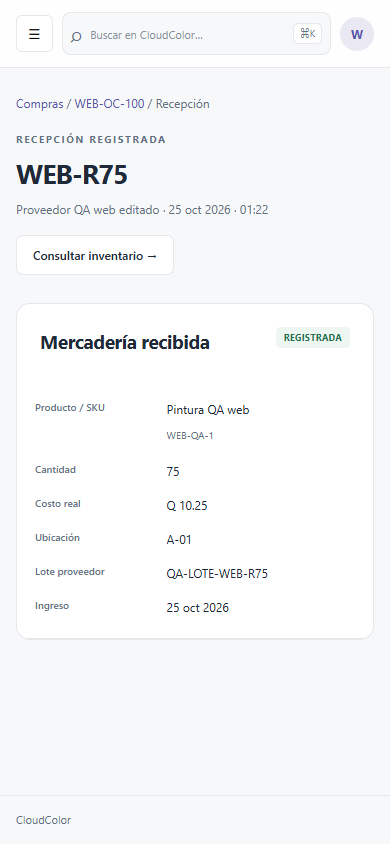 ☰
Buscar en CloudColor...
⌘K
W
Compras / WEB-OC-100 / Recepción
RECEPCIÓN REGISTRADA
WEB-R75
Proveedor QA web editado · 25 oct 2026 · 01:22
Consultar inventario →
Mercadería recibida
REGISTRADA
Producto / SKU
Pintura QA web
WEB-QA-1
Cantidad
75
Costo real
Q 10.25
Ubicación
A-01
Lote proveedor
QA-LOTE-WEB-R75
Ingreso
25 oct 2026
CloudColor